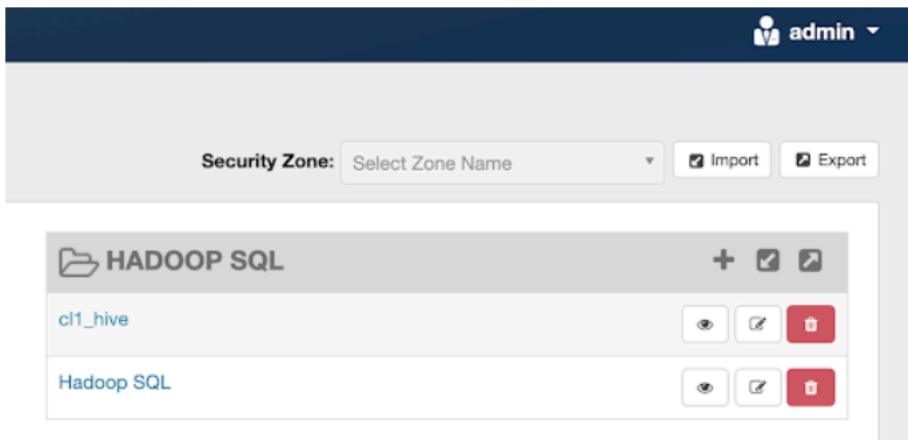 admin
Security Zone: Select Zone Name Import Export
HADOOP SQL
cl1_hive
Hadoop SQL